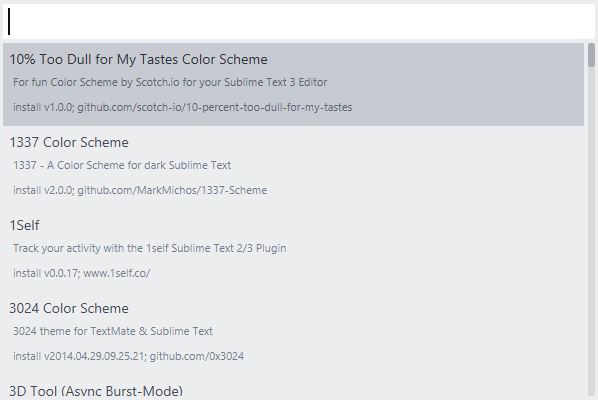 10% Too Dull for My Tastes Color Scheme
For fun Color Scheme by Scotch.io for your Sublime Text 3 Editor
install v1.0.0; github.com/scotch-io/10-percent-too-dull-for-my-tastes
1337 Color Scheme
1337 - A Color Scheme for dark Sublime Text
install v2.0.0; github.com/MarkMichos/1337-Scheme
1Self
Track your activity with the 1self Sublime Text 2/3 Plugin
install v0.0.17; www.1self.co/
3024 Color Scheme
3024 theme for TextMate & Sublime Text
install v2014.04.29.09.25.21; github.com/0x3024
3D Tool (Async Burst-Mode)